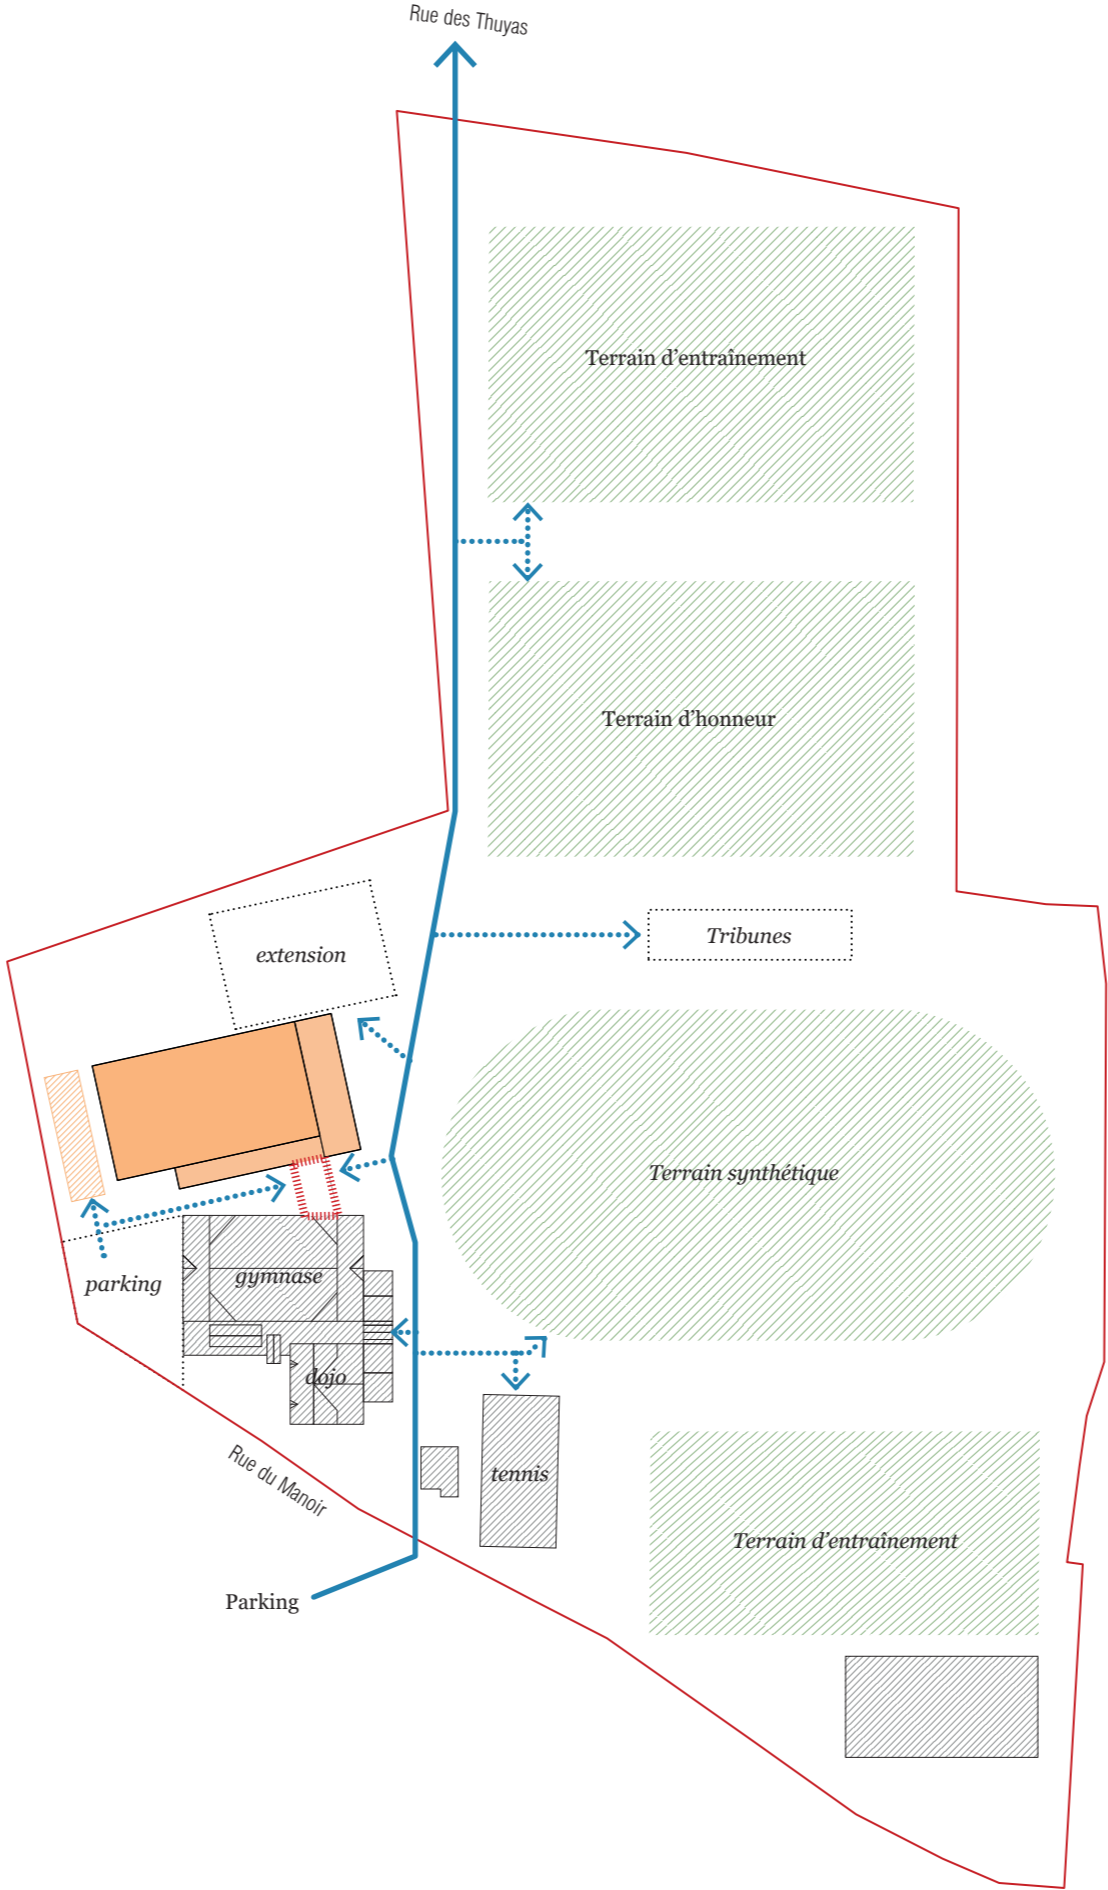 Rue des Thuyas
Terrain d’entraînement
Terrain d’honneur
extension
Tribunes
Terrain synthétique
parking
gymnase
dojo
Rue du Manoir
tennis
Terrain d’entraînement
Parking